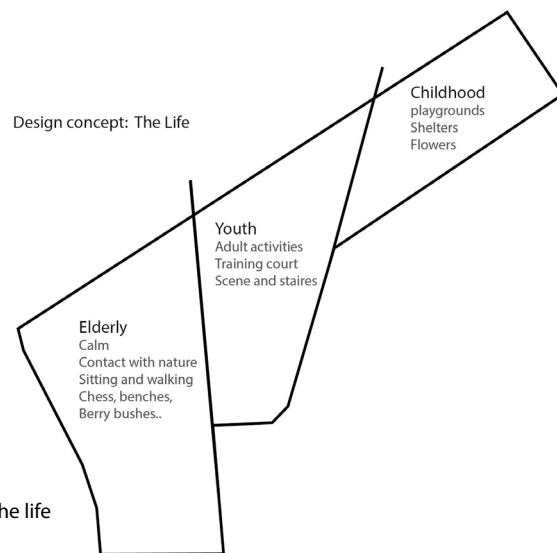 Design concept: The Life
Childhood
playgrounds
Shelters
Flowers
Youth
Adult activities
Training court
Scene and staires
Elderly
Calm
Contact with nature
Sitting and walking
Chess, benches,
Berry bushes..
he life